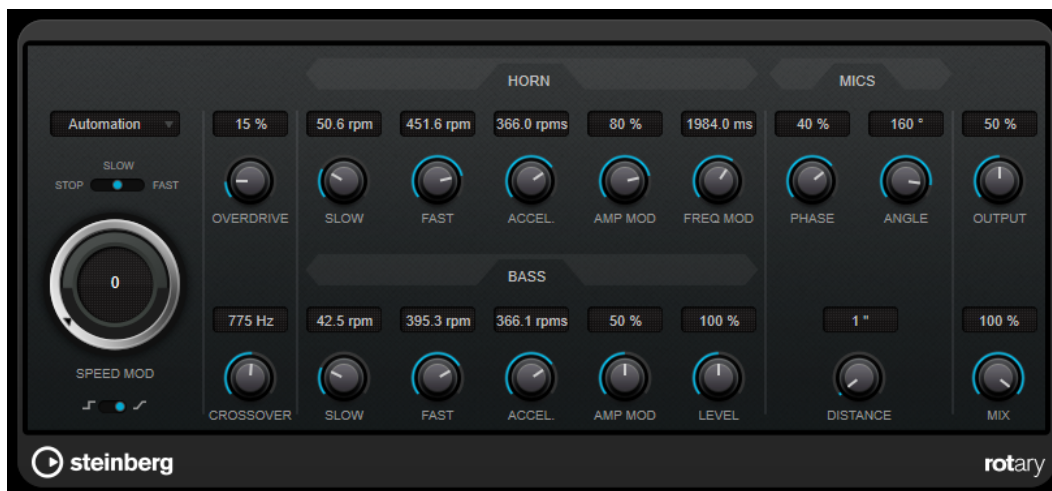 HORN MICS
Automation 15 % 50.6 rpm 451.6 rpm 366.0 rpms 80 % 1984.0 ms 40 % 160 ° 50 %
SLOW
STOP FAST
OVERDRIVE SLOW FAST ACCEL. AMP MOD FREQ MOD PHASE ANGLE OUTPUT
BASS
0
775 Hz 42.5 rpm 395.3 rpm 366.1 rpms 50 % 100 % 1 " 100 %
SPEED MOD
CROSSOVER SLOW FAST ACCEL. AMP MOD LEVEL DISTANCE MIX
steinberg rotary